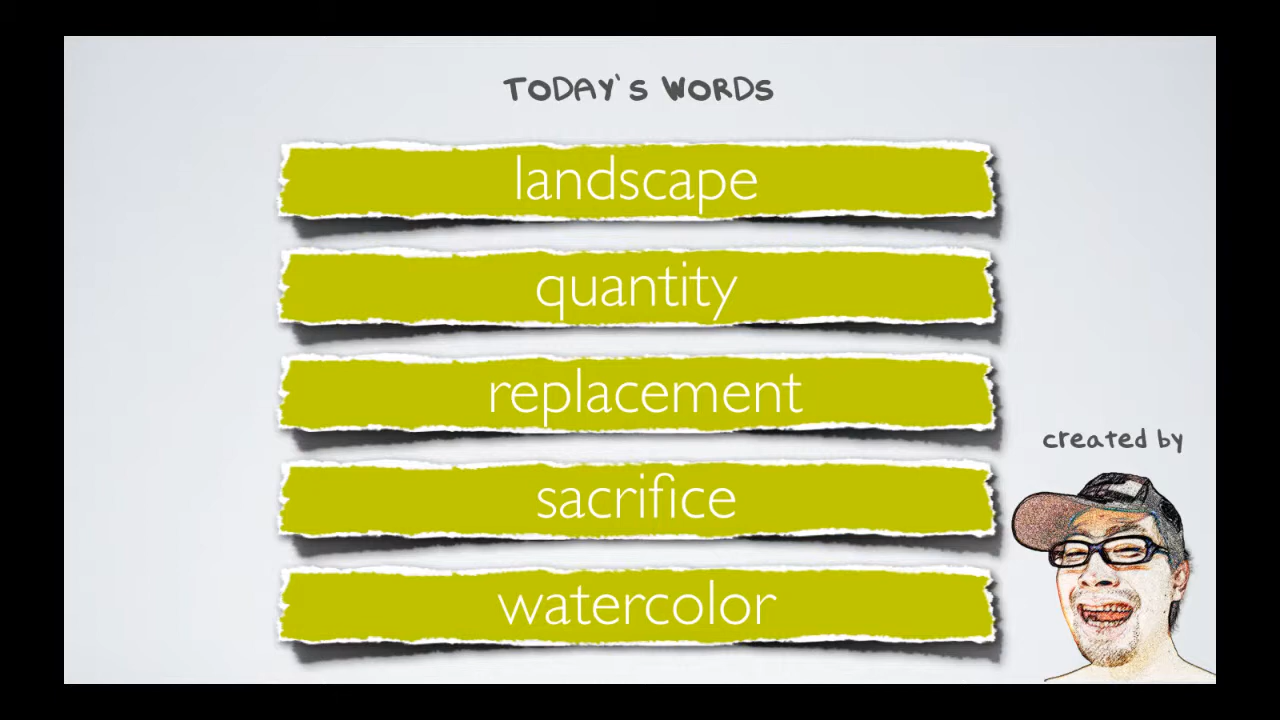 TODAY'S WORDS
landscape
quantity
replacement
sacrifice
watercolor
created by